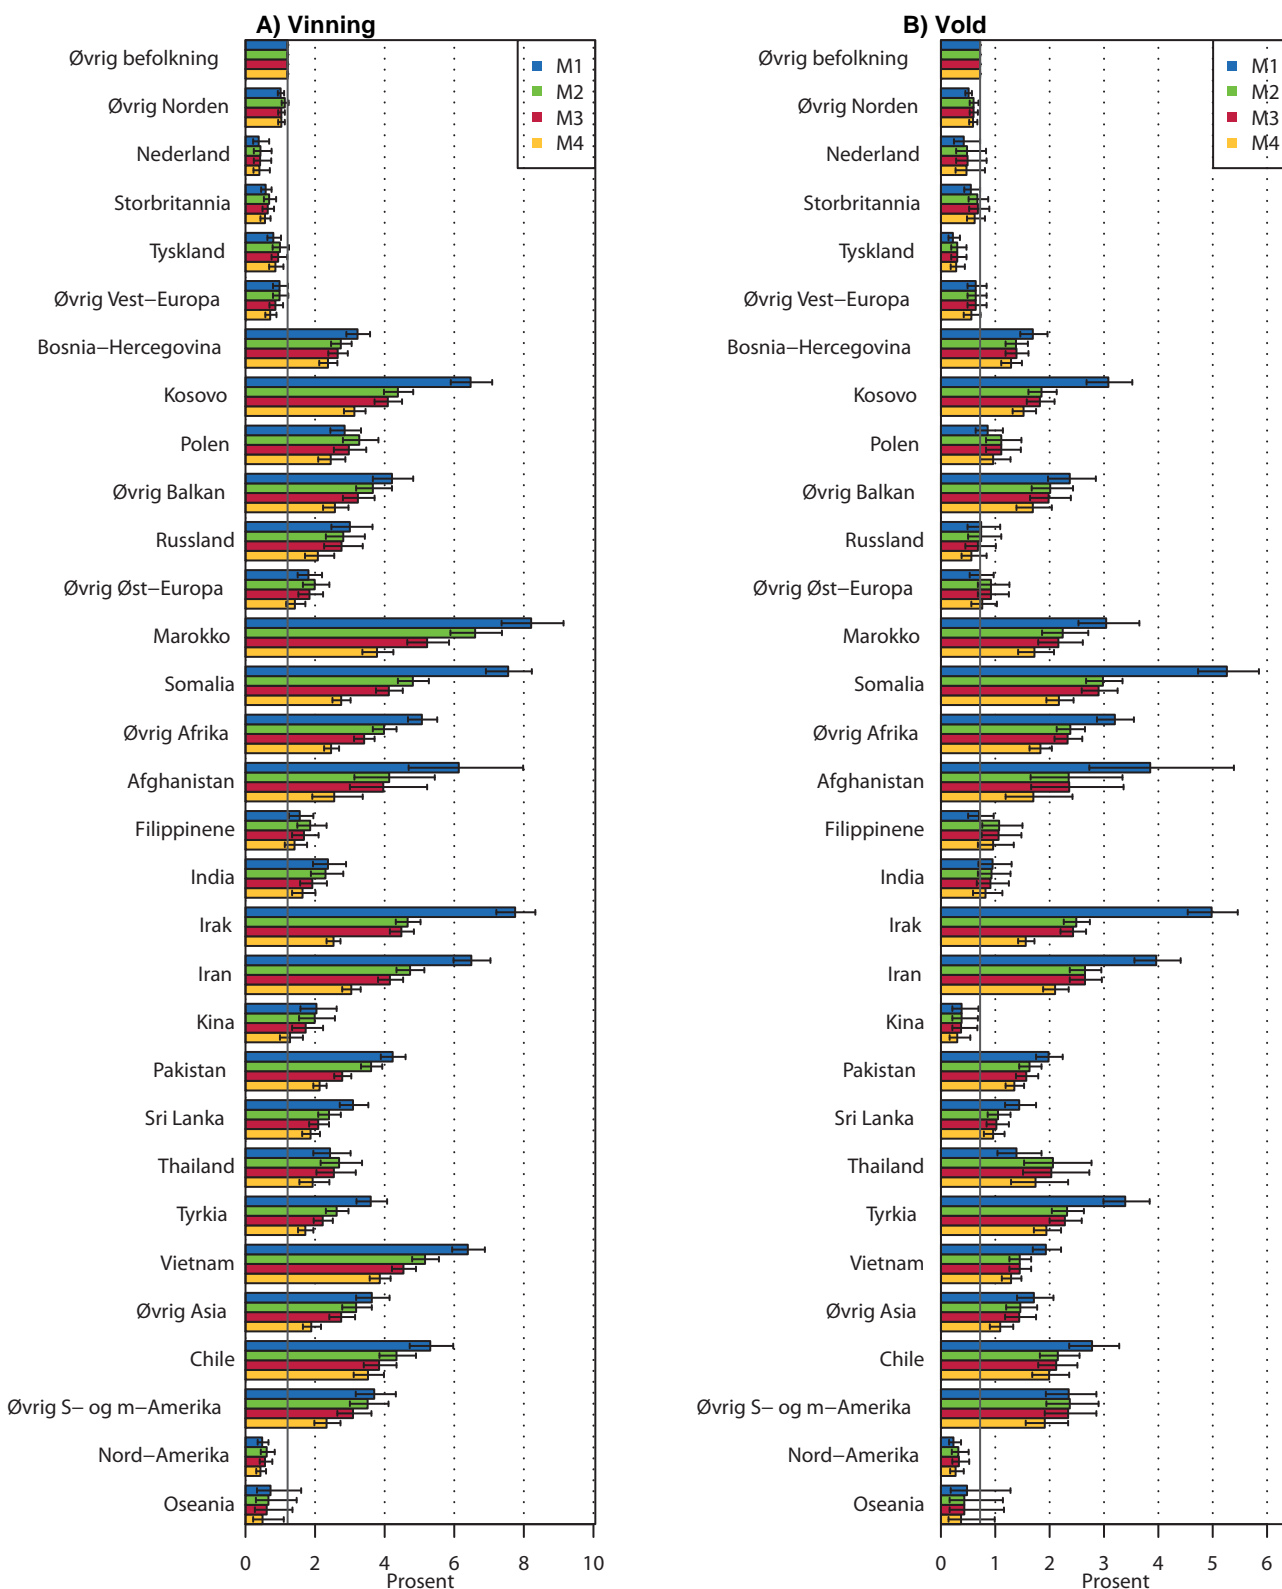 A) Vinning
Øvrig befolkning
Øvrig Norden
Nederland
Storbritannia
Tyskland
Øvrig Vest−Europa
Bosnia−Hercegovina
Kosovo
Polen
Øvrig Balkan
Russland
Øvrig Øst−Europa
Marokko
Somalia
Øvrig Afrika
Afghanistan
Filippinene
India
Irak
Iran
Kina
Pakistan
Sri Lanka
Thailand
Tyrkia
Vietnam
Øvrig Asia
Chile
Øvrig S− og m−Amerika
Nord−Amerika
Oseania
M1
M2
M3
M4
0 2 4 6 8 10
Prosent
B) Vold
Øvrig befolkning
Øvrig Norden
Nederland
Storbritannia
Tyskland
Øvrig Vest−Europa
Bosnia−Hercegovina
Kosovo
Polen
Øvrig Balkan
Russland
Øvrig Øst−Europa
Marokko
Somalia
Øvrig Afrika
Afghanistan
Filippinene
India
Irak
Iran
Kina
Pakistan
Sri Lanka
Thailand
Tyrkia
Vietnam
Øvrig Asia
Chile
Øvrig S− og m−Amerika
Nord−Amerika
Oseania
M1
M2
M3
M4
0 1 2 3 4 5 6
Prosent